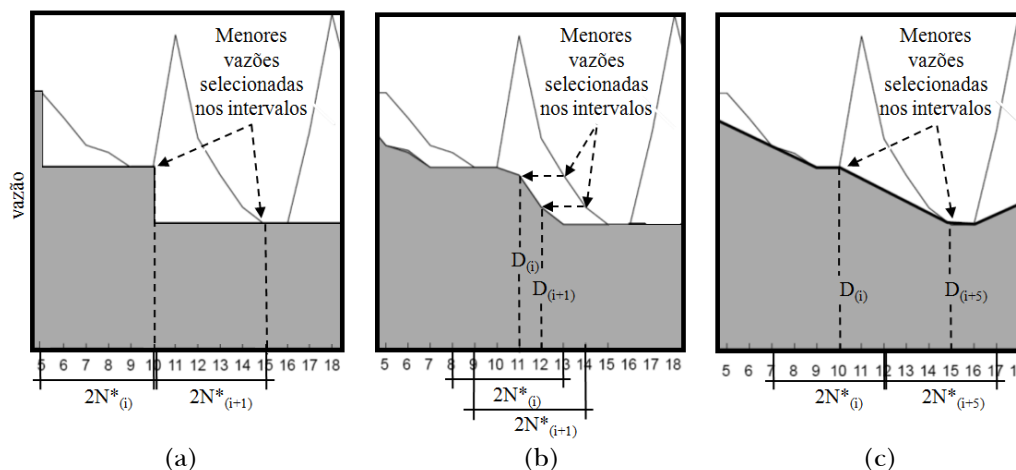 vazão
Menores
vazões
selecionadas
nos intervalos
5 6 7 8 9 10 11 12 13 14 15 16 17 18
2N*(i) 2N*(i+1)
(a)
Menores
vazões
selecionadas
nos intervalos
D(i)
D(i+1)
5 6 7 8 9 10 11 12 13 14 15 16 17 18
2N*(i)
2N*(i+1)
(b)
Menores
vazões
selecionadas
nos intervalos
D(i) D(i+5)
5 6 7 8 9 10 11 12 13 14 15 16 17 18
2N*(i) 2N*(i+5)
(c)